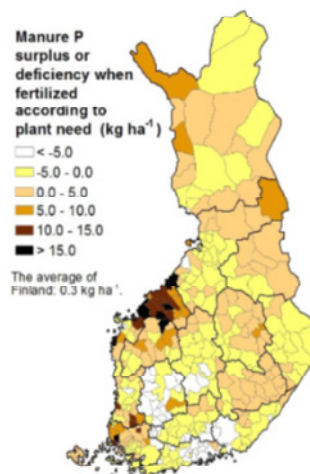 Manure P
surplus or
deficiency when
fertilized
according to
plant need (kg ha⁻¹)
< -5.0
-5.0 - 0.0
0.0 - 5.0
5.0 - 10.0
10.0 - 15.0
> 15.0
The average of
Finland: 0.3 kg ha⁻¹.